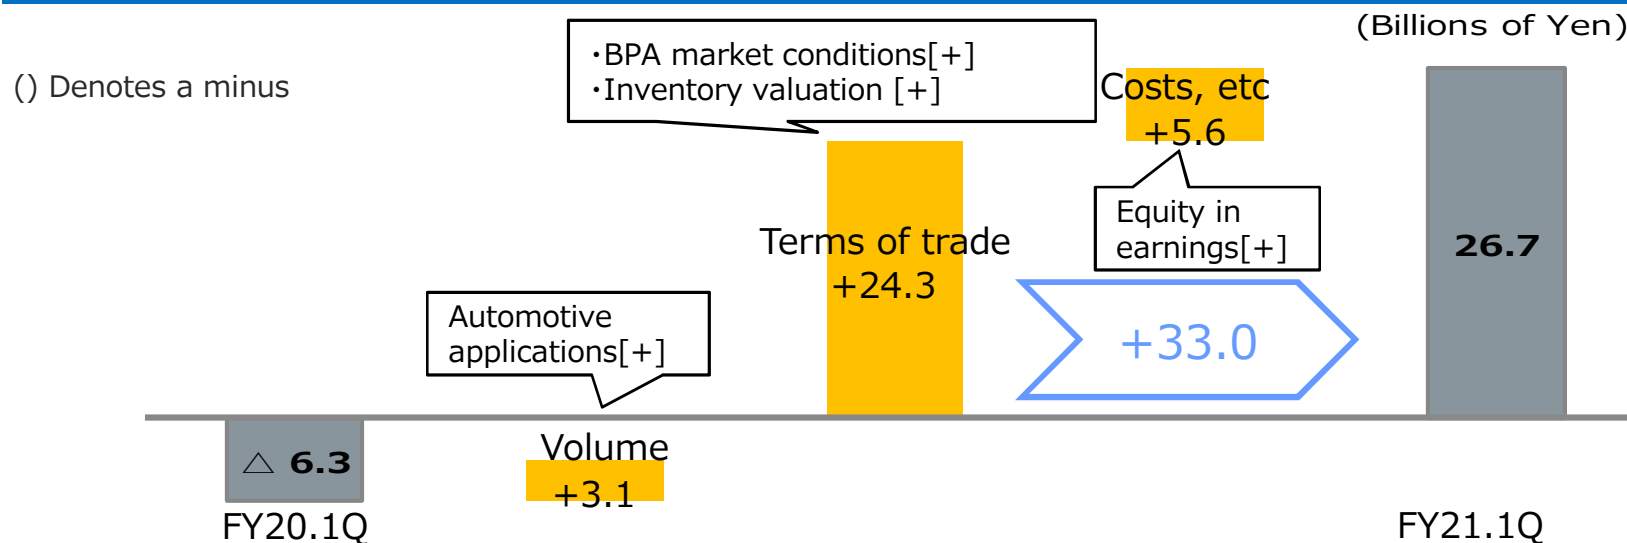 (Billions of Yen)
() Denotes a minus
・BPA market conditions[+]
・Inventory valuation [+]
Costs, etc
+5.6
Equity in
earnings[+]
Terms of trade
+24.3
26.7
Automotive
applications[+]
+33.0
△ 6.3
Volume
+3.1
FY20.1Q
FY21.1Q